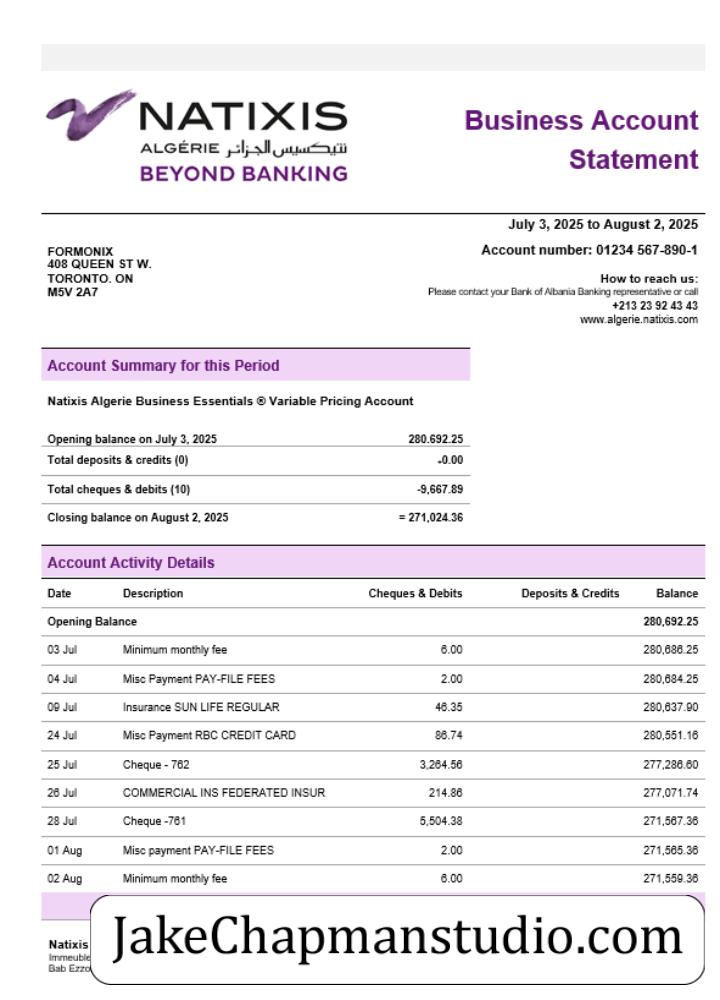 NATIXIS
ALGÉRIE نتيكسيس الجزائر
BEYOND BANKING
Business Account
Statement
July 3, 2025 to August 2, 2025
Account number: 01234 567-890-1
FORMONIX
408 QUEEN ST W.
TORONTO. ON
M5V 2A7
How to reach us:
Please contact your Bank of Albania Banking representative or call
+213 23 92 43 43
www.algerie.natixis.com
Account Summary for this Period
Natixis Algerie Business Essentials ® Variable Pricing Account
Opening balance on July 3, 2025 280.692.25
Total deposits & credits (0) -0.00
Total cheques & debits (10) -9,667.89
Closing balance on August 2, 2025 = 271,024.36
Account Activity Details
Date Description Cheques & Debits Deposits & Credits Balance
Opening Balance 280,692.25
03 Jul Minimum monthly fee 6.00 280,686.25
04 Jul Misc Payment PAY-FILE FEES 2.00 280,684.25
09 Jul Insurance SUN LIFE REGULAR 46.35 280,637.90
24 Jul Misc Payment RBC CREDIT CARD 86.74 280,551.16
25 Jul Cheque - 762 3,264.56 277,286.60
26 Jul COMMERCIAL INS FEDERATED INSUR 214.86 277,071.74
28 Jul Cheque -761 5,504.38 271,567.36
01 Aug Misc payment PAY-FILE FEES 2.00 271,565.36
02 Aug Minimum monthly fee 6.00 271,559.36
Natixis
Immeuble
Bab Ezzo
JakeChapmanstudio.com